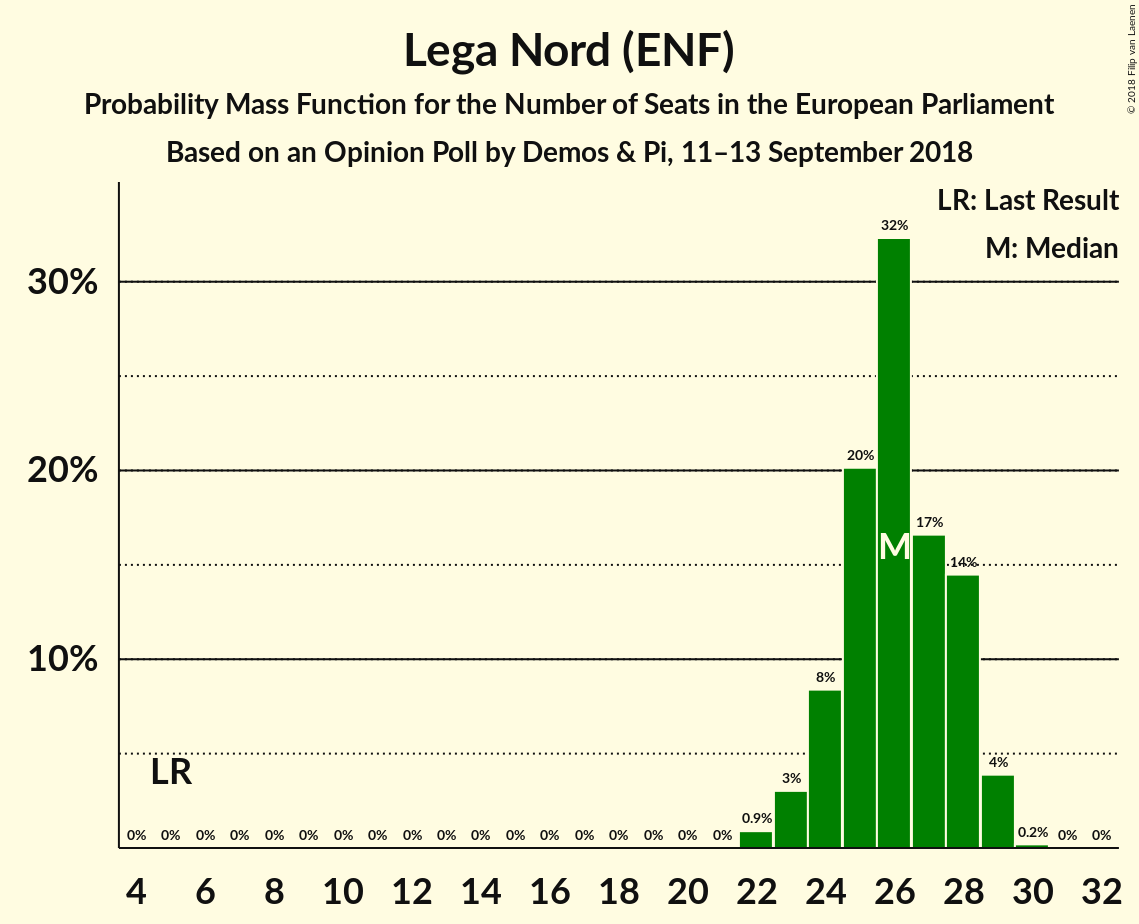 Lega Nord (ENF)
Probability Mass Function for the Number of Seats in the European Parliament
Based on an Opinion Poll by Demos & Pi, 11–13 September 2018
© 2018 Filip van Laenen
LR: Last Result
M: Median
32%
30%
20%
20%
17%
M
14%
10%
8%
LR
4%
3%
0% 0% 0% 0% 0% 0% 0% 0% 0% 0% 0% 0% 0% 0% 0% 0% 0% 0% 0.9% 0.2% 0% 0%
4 6 8 10 12 14 16 18 20 22 24 26 28 30 32